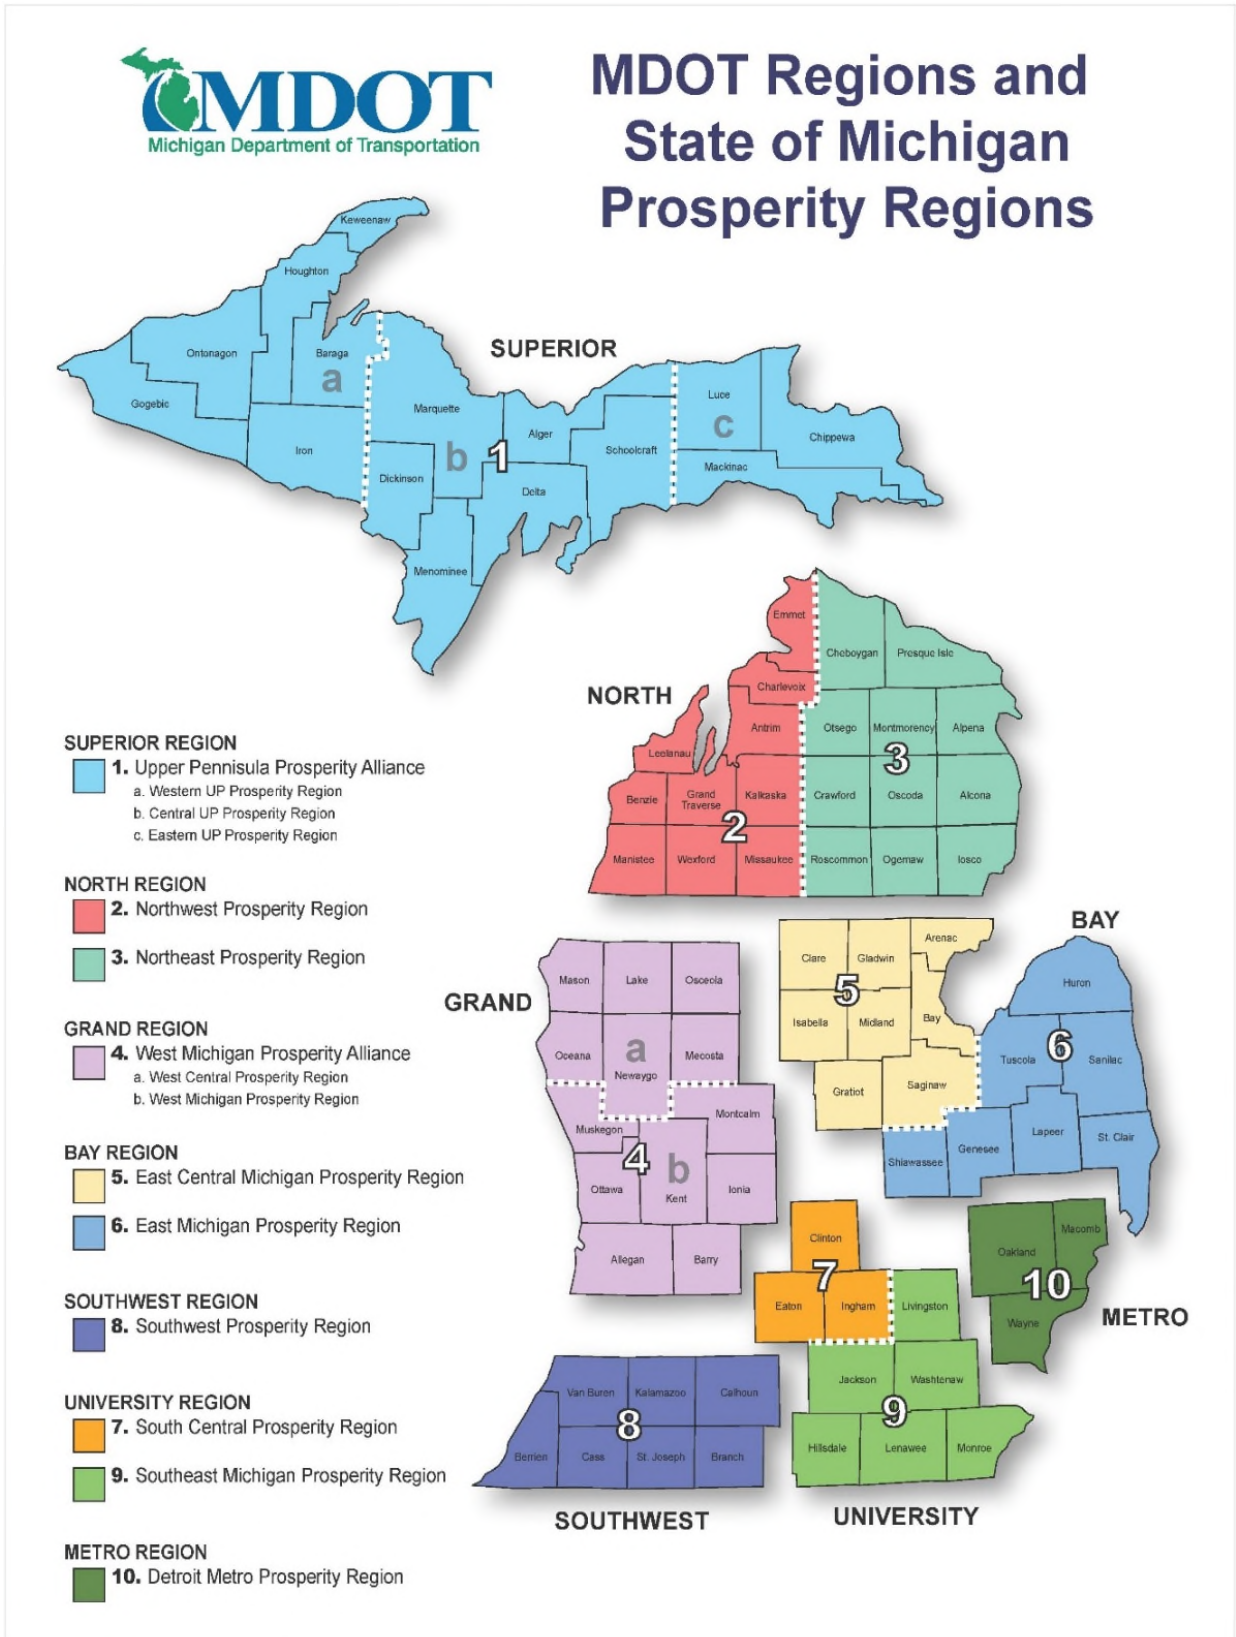 MDOT
Michigan Department of Transportation
MDOT Regions and
State of Michigan
Prosperity Regions
Keweenaw
Houghton
Ontonagon
Baraga
a
Gogebic
Iron
SUPERIOR
Marquette
b
1
Alger
Dickinson
Delta
Menominee
Schoolcraft
Luce
c
Chippewa
Mackinac
NORTH
Emmet
Cheboygan
Presque Isle
Charlevoix
Antrim
Otsego
Montmorency
Alpena
Leelanau
3
Benzie
Grand
Traverse
Kalkaska
Crawford
Oscoda
Alcona
2
Manistee
Wexford
Missaukee
Roscommon
Ogemaw
Iosco
SUPERIOR REGION
1. Upper Pennisula Prosperity Alliance
a. Western UP Prosperity Region
b. Central UP Prosperity Region
c. Eastern UP Prosperity Region
NORTH REGION
2. Northwest Prosperity Region
3. Northeast Prosperity Region
GRAND REGION
4. West Michigan Prosperity Alliance
a. West Central Prosperity Region
b. West Michigan Prosperity Region
BAY REGION
5. East Central Michigan Prosperity Region
6. East Michigan Prosperity Region
SOUTHWEST REGION
8. Southwest Prosperity Region
UNIVERSITY REGION
7. South Central Prosperity Region
9. Southeast Michigan Prosperity Region
METRO REGION
10. Detroit Metro Prosperity Region
GRAND
Mason
Lake
Osceola
Oceana
a
Newaygo
Mecosta
Muskegon
Montcalm
4
b
Ottawa
Kent
Ionia
Allegan
Barry
BAY
Clare
Gladwin
Arenac
5
Isabella
Midland
Bay
Gratiot
Saginaw
Huron
Tuscola
6
Sanilac
Shiawassee
Genesee
Lapeer
St. Clair
Clinton
7
Eaton
Ingham
Livingston
Jackson
Washtenaw
9
Hillsdale
Lenawee
Monroe
UNIVERSITY
Oakland
Macomb
10
Wayne
METRO
Van Buren
Kalamazoo
Calhoun
8
Berrien
Cass
St. Joseph
Branch
SOUTHWEST